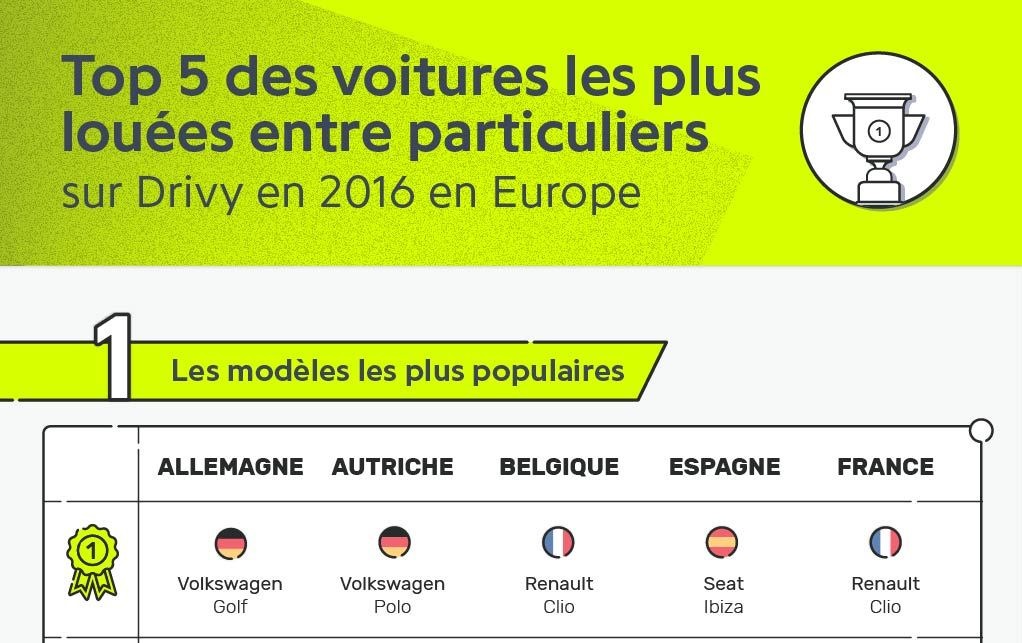 Top 5 des voitures les plus
louées entre particuliers
sur Drivy en 2016 en Europe
1
1 Les modèles les plus populaires
ALLEMAGNE AUTRICHE BELGIQUE ESPAGNE FRANCE
1
Volkswagen Volkswagen Renault Seat Renault
Golf Polo Clio Ibiza Clio